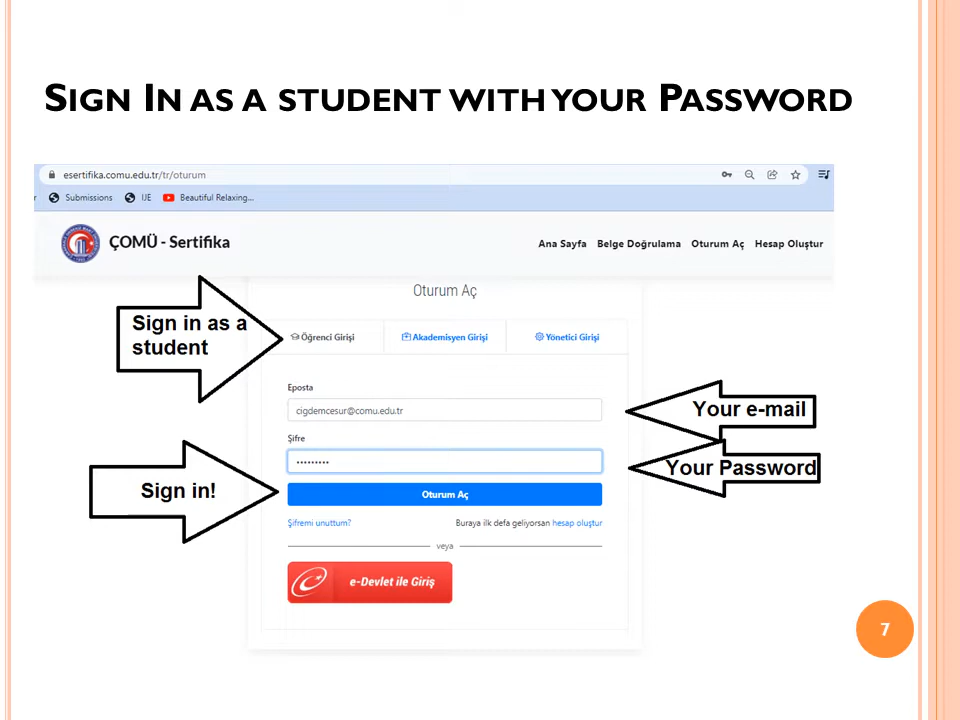 SIGN IN AS A STUDENT WITH YOUR PASSWORD
esertifika.comu.edu.tr/tr/oturum
Submissions IJE Beautiful Relaxing...
ÇOMÜ - Sertifika
Ana Sayfa Belge Doğrulama Oturum Aç Hesap Oluştur
Oturum Aç
Sign in as a
student
Öğrenci Girişi Akademisyen Girişi Yönetici Girişi
Eposta
cigdemcesur@comu.edu.tr
Your e-mail
Şifre
•••••••••
Your Password
Sign in!
Oturum Aç
Şifremi unuttum? Buraya ilk defa geliyorsan hesap oluştur
veya
e-Devlet ile Giriş
7